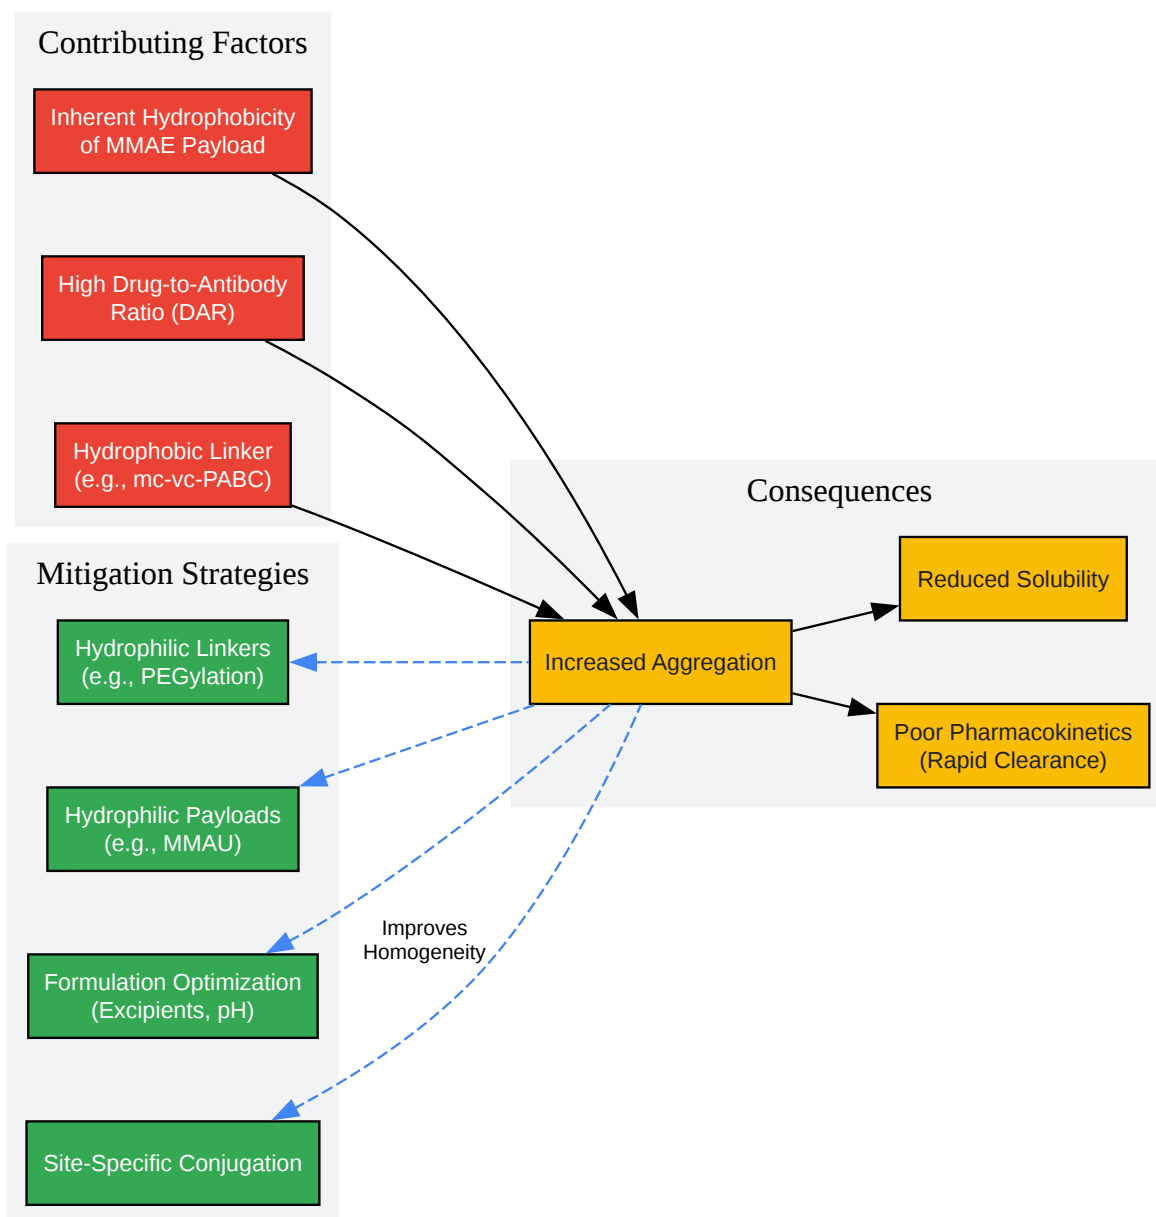 Contributing Factors
Inherent Hydrophobicity
of MMAE Payload
High Drug-to-Antibody
Ratio (DAR)
Hydrophobic Linker
(e.g., mc-vc-PABC)
Consequences
Reduced Solubility
Increased Aggregation
Poor Pharmacokinetics
(Rapid Clearance)
Mitigation Strategies
Hydrophilic Linkers
(e.g., PEGylation)
Hydrophilic Payloads
(e.g., MMAU)
Improves
Homogeneity
Formulation Optimization
(Excipients, pH)
Site-Specific Conjugation